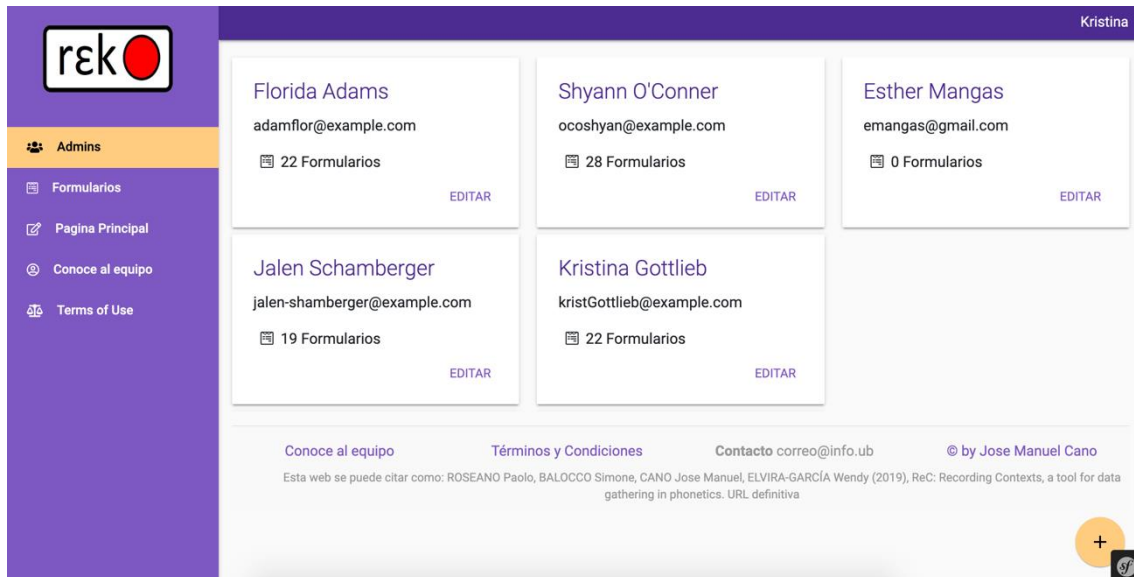 rεk
Kristina
Admins
Formularios
Pagina Principal
Conoce al equipo
Terms of Use
Florida Adams
adamflor@example.com
22 Formularios
EDITAR
Shyann O'Conner
ocoshyan@example.com
28 Formularios
EDITAR
Esther Mangas
emangas@gmail.com
0 Formularios
EDITAR
Jalen Schamberger
jalen-shamberger@example.com
19 Formularios
EDITAR
Kristina Gottlieb
kristGottlieb@example.com
22 Formularios
EDITAR
Conoce al equipo
Términos y Condiciones
Contacto correo@info.ub
© by Jose Manuel Cano
Esta web se puede citar como: ROSEANO Paolo, BALOCCO Simone, CANO Jose Manuel, ELVIRA-GARCÍA Wendy (2019), ReC: Recording Contexts, a tool for data
gathering in phonetics. URL definitiva
+
sf